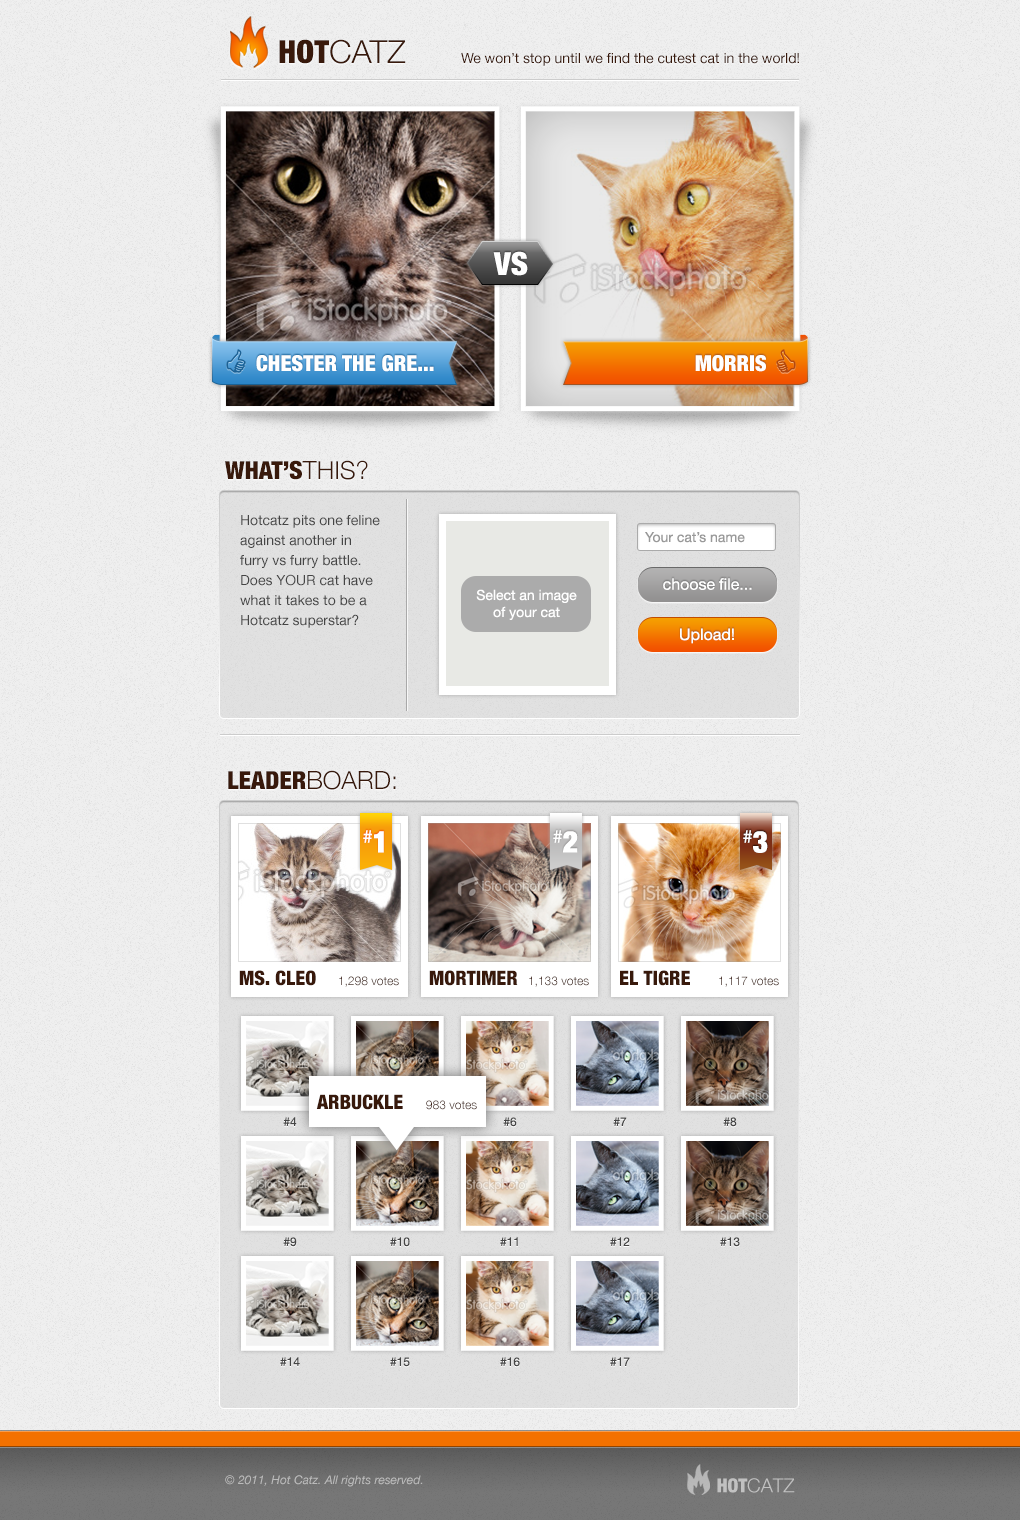 HOTCATZ
We won't stop until we find the cutest cat in the world!
VS
iStockphoto
iStockphoto
CHESTER THE GRE...
MORRIS
WHAT'STHIS?
Hotcatz pits one feline
against another in
furry vs furry battle.
Does YOUR cat have
what it takes to be a
Hotcatz superstar?
Select an image
of your cat
Your cat's name
choose file...
Upload!
LEADERBOARD:
#1
#2
#3
iStockphoto
iStockphoto
iStockphoto
MS. CLEO
1,298 votes
MORTIMER
1,133 votes
EL TIGRE
1,117 votes
ARBUCKLE
983 votes
#4
#6
#7
#8
#9
#10
#11
#12
#13
#14
#15
#16
#17
© 2011, Hot Catz. All rights reserved.
HOTCATZ